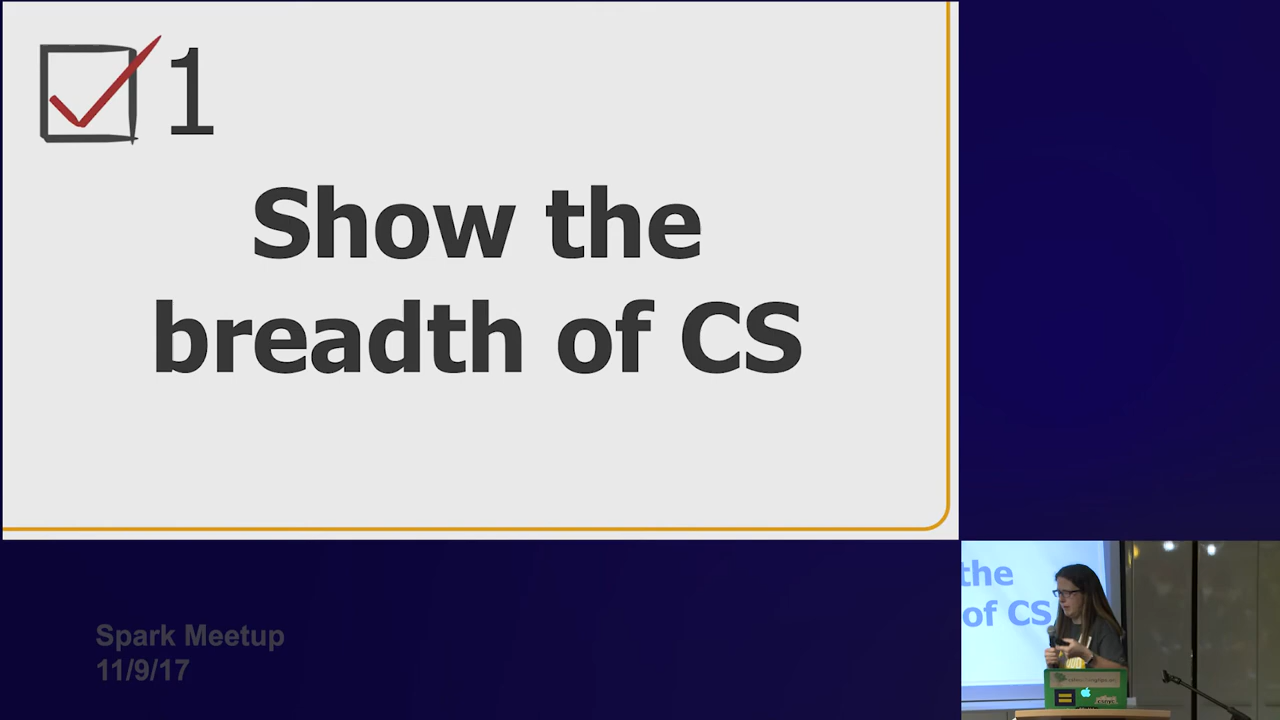 1
Show the
breadth of CS
Spark Meetup
11/9/17
the
of CS